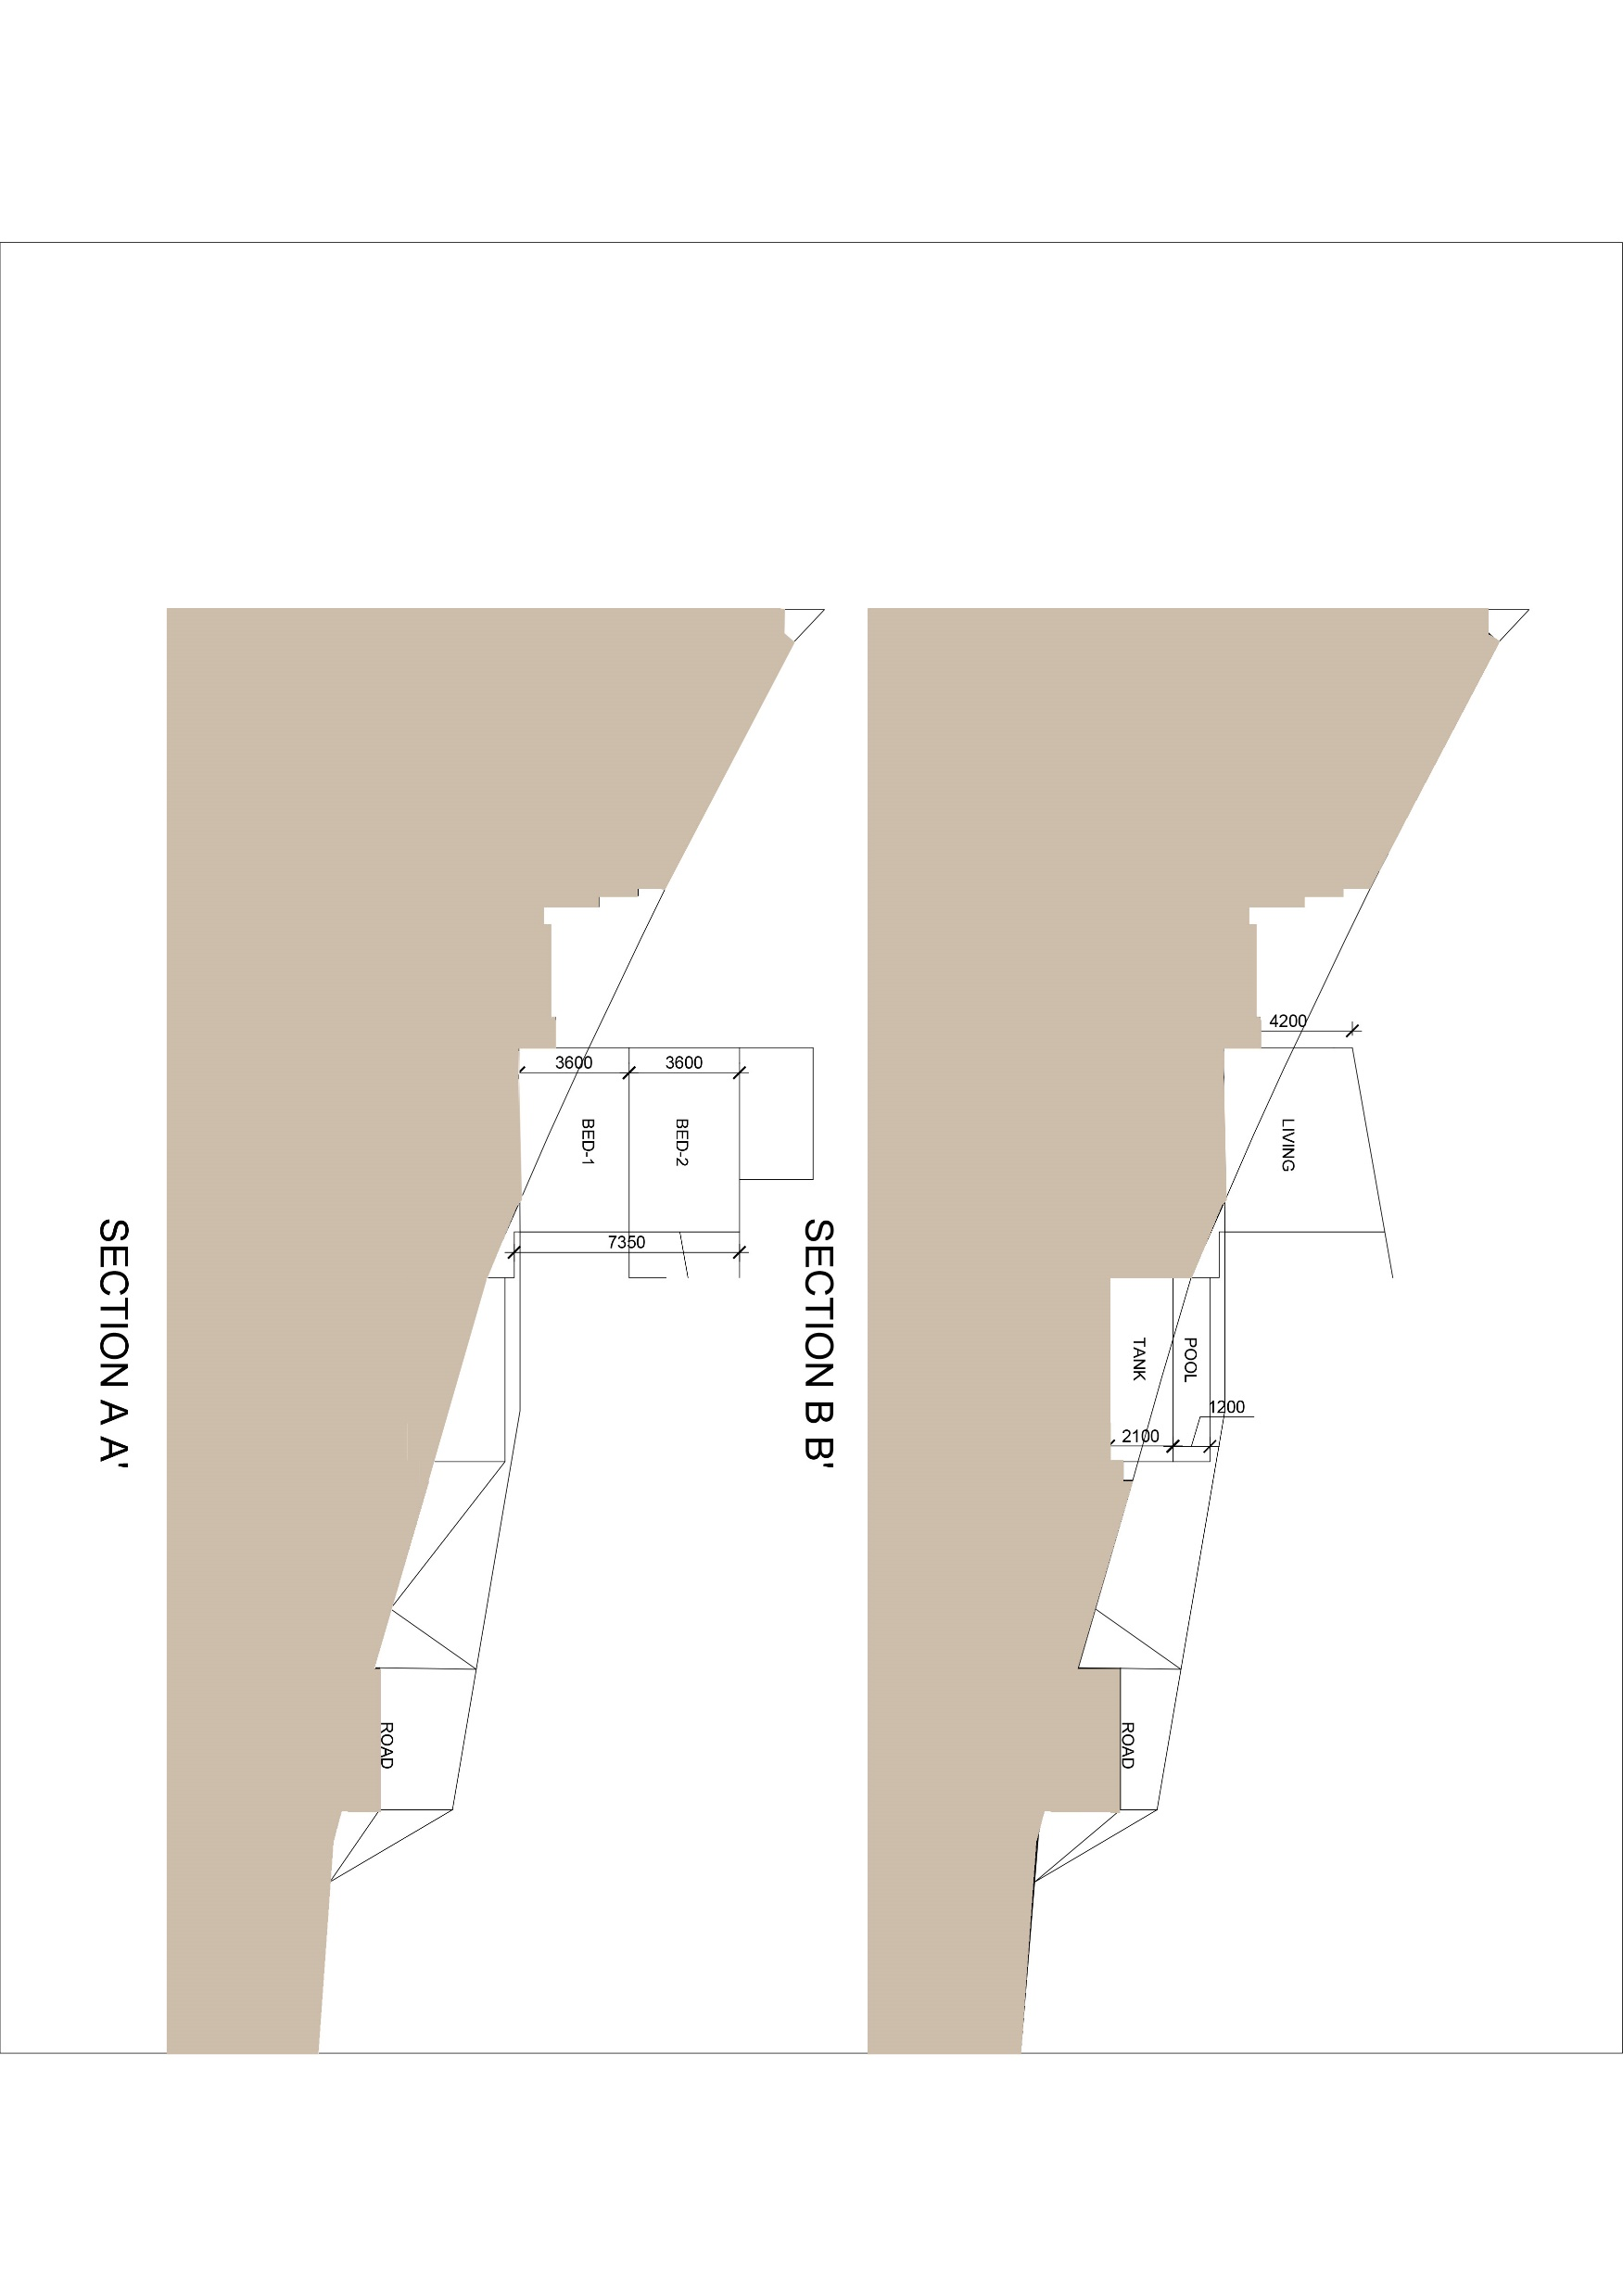 4200
LIVING
POOL
TANK
1200
2100
ROAD
SECTION B B'
3600
3600
BED-2
BED-1
7350
ROAD
SECTION A A'